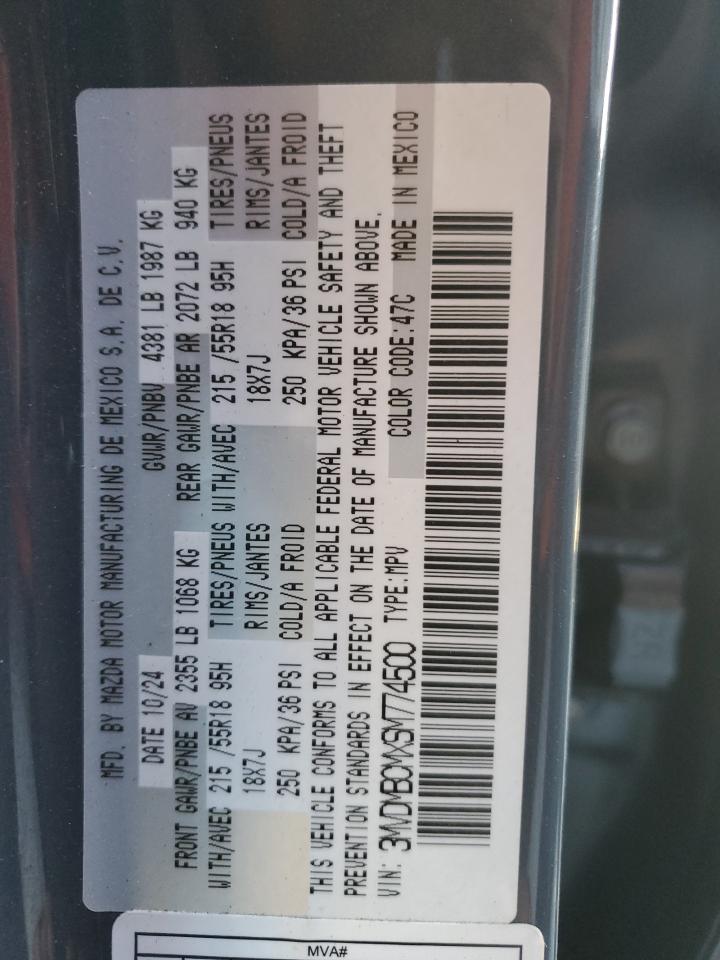 MFD. BY MAZDA MOTOR MANUFACTURING DE MEXICO S.A. DE C.V.
DATE 10/24 GVWR/PNBV 4381 LB 1987 KG
FRONT GAWR/PNBE AV 2355 LB 1068 KG REAR GAWR/PNBE AR 2072 LB 940 KG
WITH/AVEC 215 /55R18 95H TIRES/PNEUS WITH/AVEC 215 /55R18 95H TIRES/PNEUS
18X7J RIMS/JANTES 18X7J RIMS/JANTES
250 KPA/36 PSI COLD/A FROID 250 KPA/36 PSI COLD/A FROID
THIS VEHICLE CONFORMS TO ALL APPLICABLE FEDERAL MOTOR VEHICLE SAFETY AND THEFT
PREVENTION STANDARDS IN EFFECT ON THE DATE OF MANUFACTURE SHOWN ABOVE.
VIN: 3MVDMBCMXSM774500 TYPE:MPV COLOR CODE:47C MADE IN MEXICO
MVA#